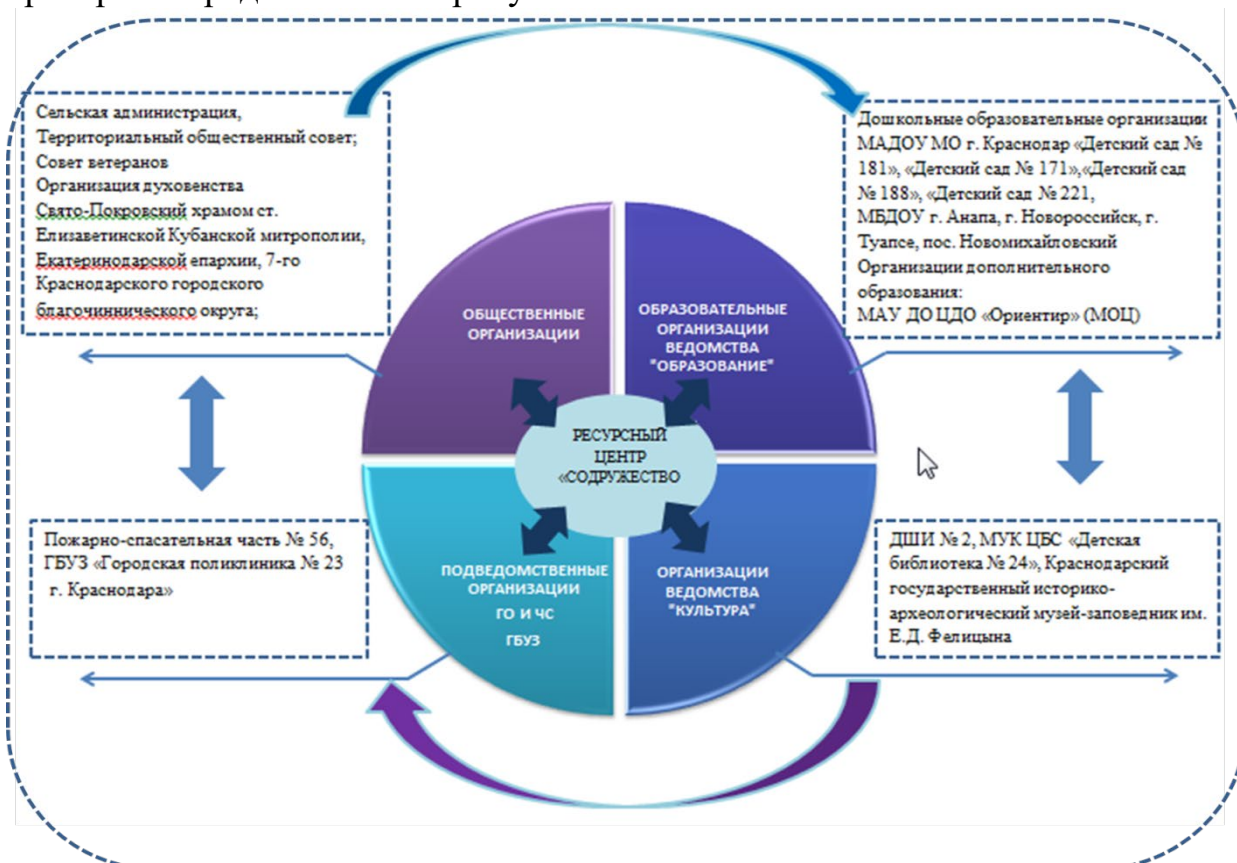 Сельская администрация,
Территориальный общественный совет;
Совет ветеранов
Организация духовенства
Свято-Покровский храмом ст.
Елизаветинской Кубанской митрополии,
Екатеринодарской епархии, 7-го
Краснодарского городского
благочиннического округа;
Дошкольные образовательные организации
МАДОУ МО г. Краснодар «Детский сад №
181», «Детский сад № 171»,«Детский сад
№ 188», «Детский сад № 221,
МБДОУ г. Анапа, г. Новороссийск, г.
Туапсе, пос. Новомихайловский
Организации дополнительного
образования:
МАУ ДО ЦДО «Ориентир» (МОЦ)
ОБЩЕСТВЕННЫЕ
ОРГАНИЗАЦИИ
ОБРАЗОВАТЕЛЬНЫЕ
ОРГАНИЗАЦИИ
ВЕДОМСТВА
"ОБРАЗОВАНИЕ"
РЕСУРСНЫЙ
ЦЕНТР
«СОДРУЖЕСТВО
Пожарно-спасательная часть № 56,
ГБУЗ «Городская поликлиника № 23
г. Краснодара»
ПОДВЕДОМСТВЕННЫЕ
ОРГАНИЗАЦИИ
ГО И ЧС
ГБУЗ
ОРГАНИЗАЦИИ
ВЕДОМСТВА
"КУЛЬТУРА"
ДШИ № 2, МУК ЦБС «Детская
библиотека № 24», Краснодарский
государственный историко-
археологический музей-заповедник им.
Е.Д. Фелицына